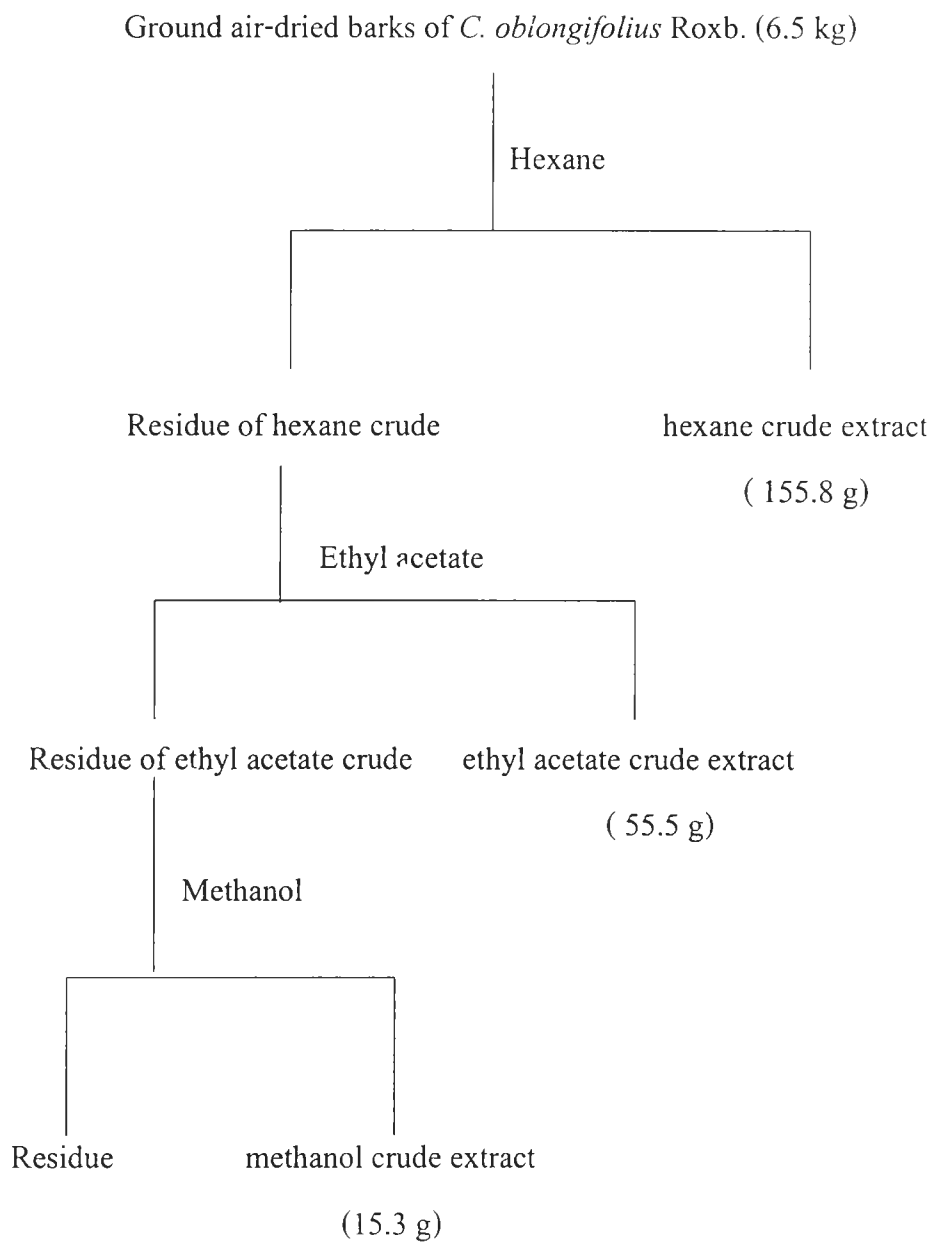 Ground air-dried barks of C. oblongifolius Roxb. (6.5 kg)
Hexane
Residue of hexane crude
hexane crude extract
( 155.8 g)
Ethyl acetate
Residue of ethyl acetate crude
ethyl acetate crude extract
( 55.5 g)
Methanol
Residue
methanol crude extract
(15.3 g)